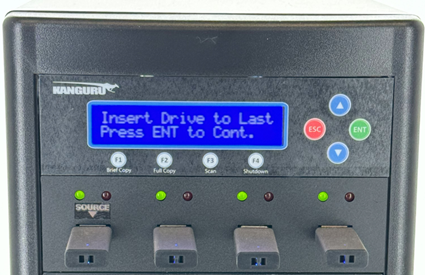 KANGURU
Insert Drive to Last
Press ENT to Cont.
ESC
ENT
F1
F2
F3
F4
Brief Copy
Full Copy
Scan
Shutdown
SOURCE